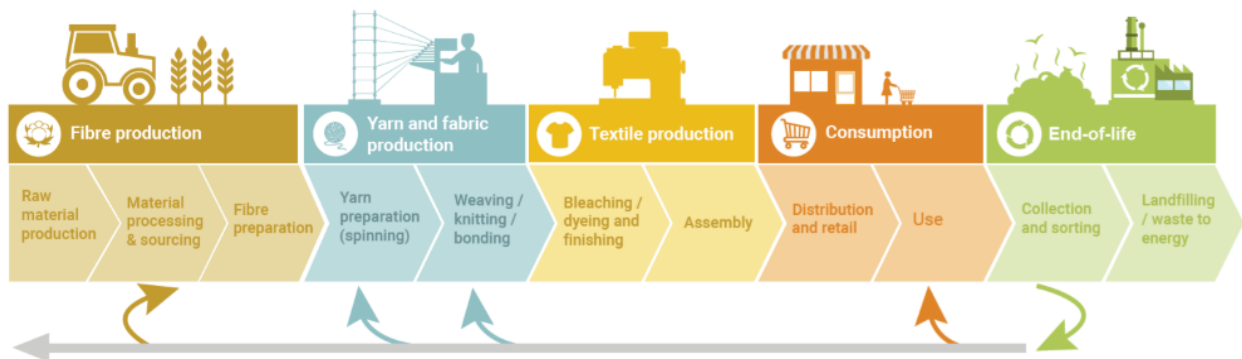 Fibre production
Yarn and fabric
production
Textile production
Consumption
End-of-life
Raw
material
production
Material
processing
& sourcing
Fibre
preparation
Yarn
preparation
(spinning)
Weaving /
knitting /
bonding
Bleaching /
dyeing and
finishing
Assembly
Distribution
and retail
Use
Collection
and sorting
Landfilling
/ waste to
energy